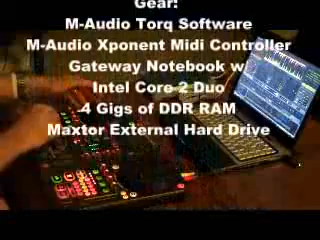 Gear:
M-Audio Torq Software
M-Audio Xponent Midi Controller
Gateway Notebook w/
Intel Core 2 Duo
4 Gigs of DDR RAM
Maxtor External Hard Drive